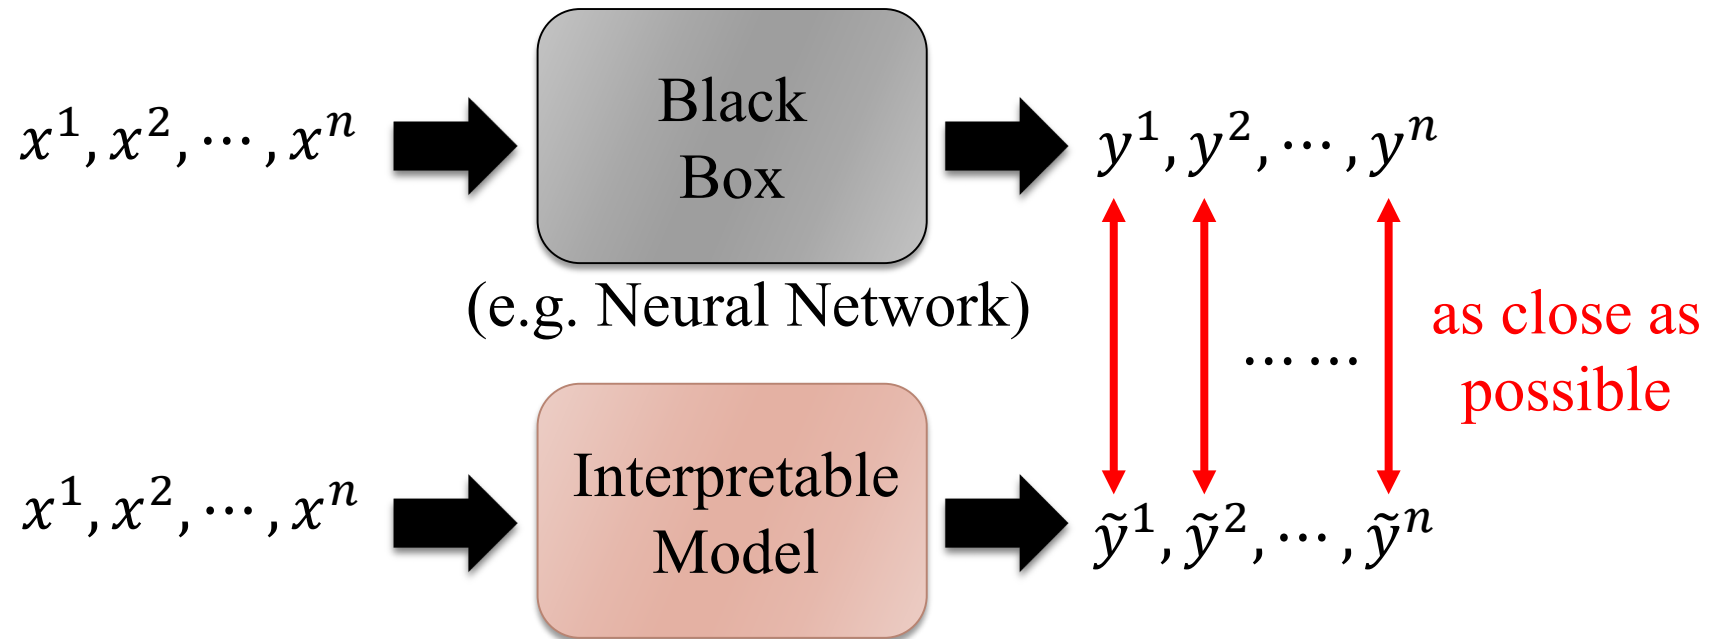 x¹, x², ⋯, xⁿ
Black
Box
y¹, y², ⋯, yⁿ
(e.g. Neural Network)
as close as
possible
⋯⋯
x¹, x², ⋯, xⁿ
Interpretable
Model
ỹ¹, ỹ², ⋯, ỹⁿ